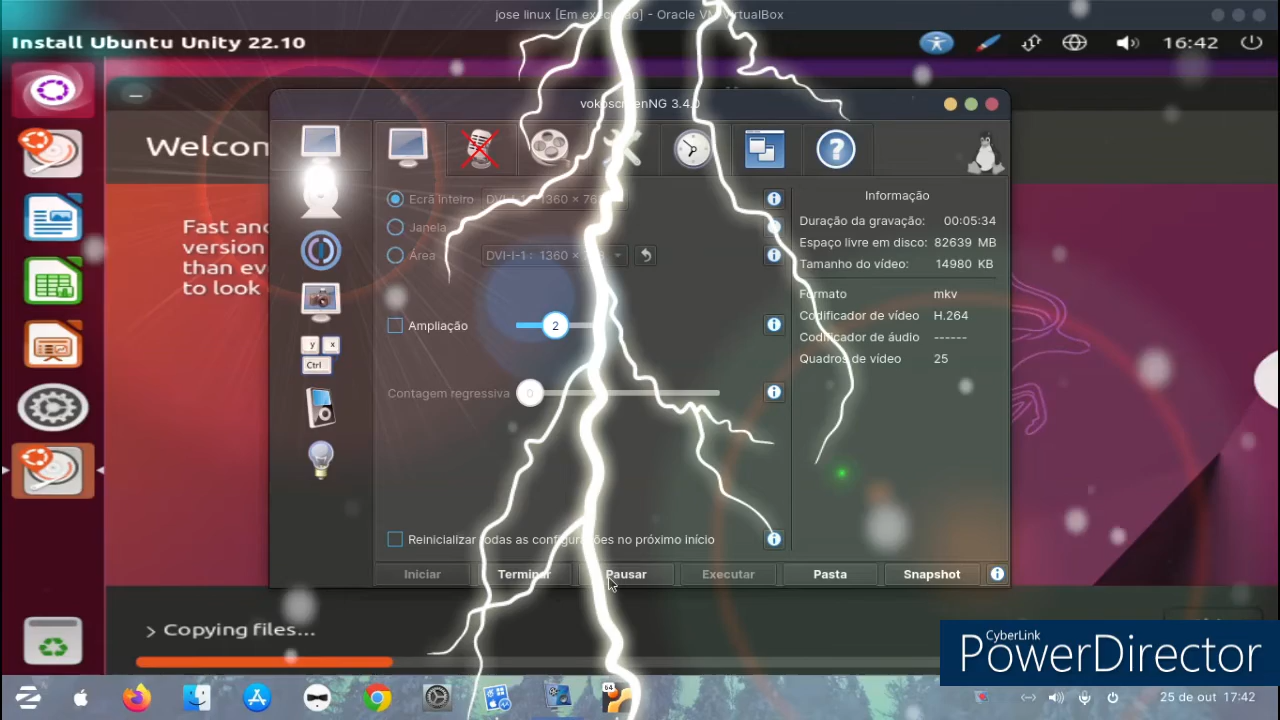 jose linux [Em execução] - Oracle VM VirtualBox
Install Ubuntu Unity 22.10
16:42
vokoscreenNG 3.4.0
Welcom
Fast and
version
than ev
to look
Ecrã inteiro
DVI-I-1 : 1360 × 76
Janela
Área
DVI-I-1 : 1360 ×
Ampliação
2
Contagem regressiva
0
Reinicializar todas as configurações no próximo início
Informação
Duração da gravação: 00:05:34
Espaço livre em disco: 82639 MB
Tamanho do vídeo: 14980 KB
Formato mkv
Codificador de vídeo H.264
Codificador de áudio ------
Quadros de vídeo 25
y x
Ctrl
Iniciar
Terminar
Pausar
Executar
Pasta
Snapshot
> Copying files...
CyberLink
PowerDirector
64
25 de out 17:42